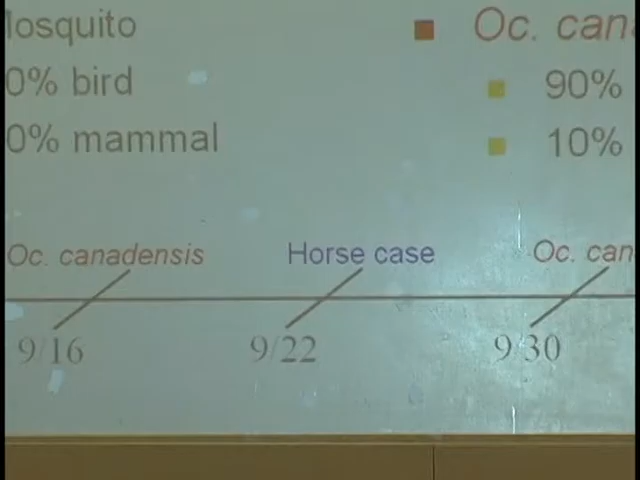 losquito
0% bird
0% mammal
Oc. can
90%
10%
Oc. canadensis
Horse case
Oc. can
9/16
9/22
9/30